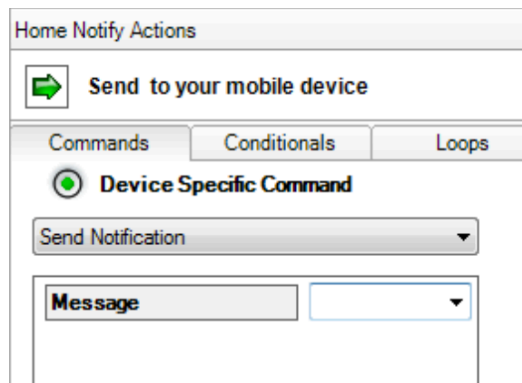 Home Notify Actions
Send to your mobile device
Commands Conditionals Loops
Device Specific Command
Send Notification
Message